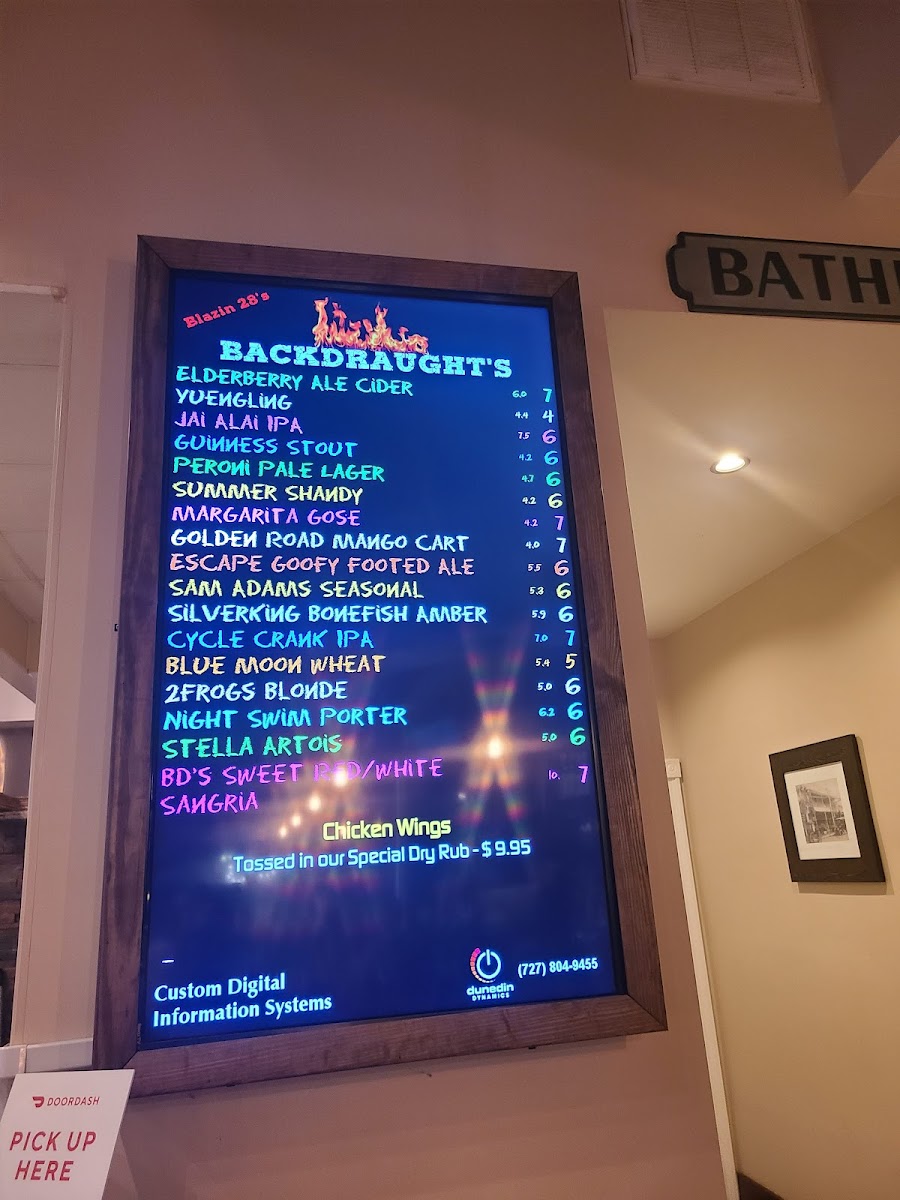 Blazin 28's
BACKDRAUGHT'S
ELDERBERRY ALE CIDER 6.0 7
YUENGLING 4.4 4
JAI ALAI IPA 7.5 6
GUINNESS STOUT 4.2 6
PERONI PALE LAGER 4.7 6
SUMMER SHANDY 4.2 6
MARGARITA GOSE 4.2 7
GOLDEN ROAD MANGO CART 4.0 7
ESCAPE GOOFY FOOTED ALE 5.5 6
SAM ADAMS SEASONAL 5.3 6
SILVERKING BONEFISH AMBER 5.9 6
CYCLE CRANK IPA 7.0 7
BLUE MOON WHEAT 5.4 5
2FROGS BLONDE 5.0 6
NIGHT SWIM PORTER 6.2 6
STELLA ARTOIS 5.0 6
BD'S SWEET RED/WHITE 10. 7
SANGRIA
Chicken Wings
Tossed in our Special Dry Rub - $ 9.95
Custom Digital
Information Systems
dunedin
DYNAMICS
(727) 804-9455
BATH
DOORDASH
PICK UP
HERE